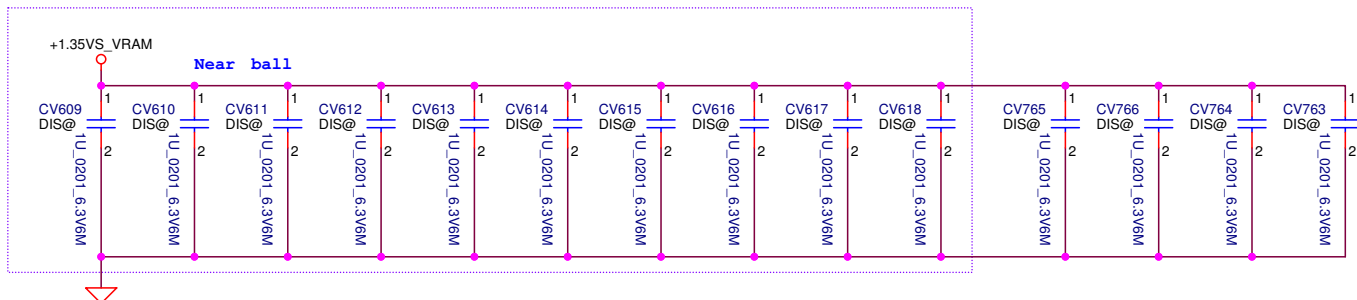 +1.35VS_VRAM
Near ball
CV609
DIS@
1
2
1U_0201_6.3V6M
CV610
DIS@
1
2
1U_0201_6.3V6M
CV611
DIS@
1
2
1U_0201_6.3V6M
CV612
DIS@
1
2
1U_0201_6.3V6M
CV613
DIS@
1
2
1U_0201_6.3V6M
CV614
DIS@
1
2
1U_0201_6.3V6M
CV615
DIS@
1
2
1U_0201_6.3V6M
CV616
DIS@
1
2
1U_0201_6.3V6M
CV617
DIS@
1
2
1U_0201_6.3V6M
CV618
DIS@
1
2
1U_0201_6.3V6M
CV765
DIS@
1
2
1U_0201_6.3V6M
CV766
DIS@
1
2
1U_0201_6.3V6M
CV764
DIS@
1
2
1U_0201_6.3V6M
CV763
DIS@
1
2
1U_0201_6.3V6M